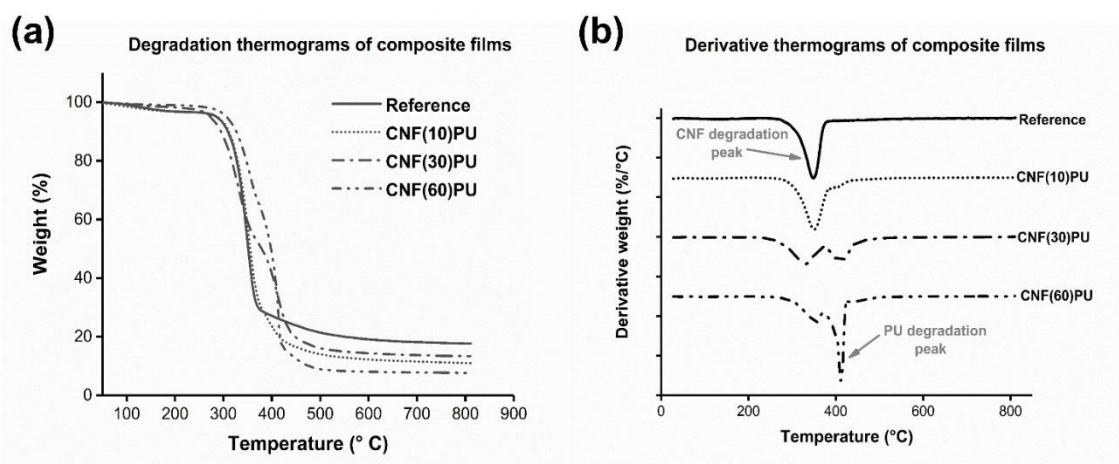 (a)
Degradation thermograms of composite films
100
80
60
40
20
0
Weight (%)
Reference
CNF(10)PU
CNF(30)PU
CNF(60)PU
100 200 300 400 500 600 700 800 900
Temperature (° C)
(b)
Derivative thermograms of composite films
Derivative weight (%/°C)
Reference
CNF degradation
peak
CNF(10)PU
CNF(30)PU
CNF(60)PU
PU degradation
peak
0 200 400 600 800
Temperature (°C)